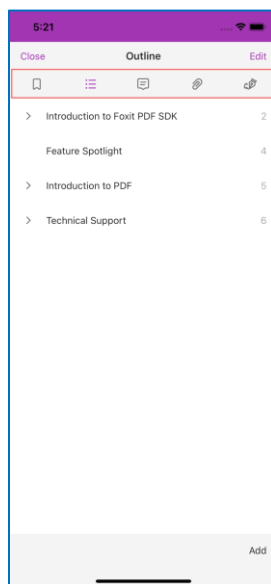 5:21
Close Outline Edit
Introduction to Foxit PDF SDK 2
Feature Spotlight 4
Introduction to PDF 5
Technical Support 6
Add